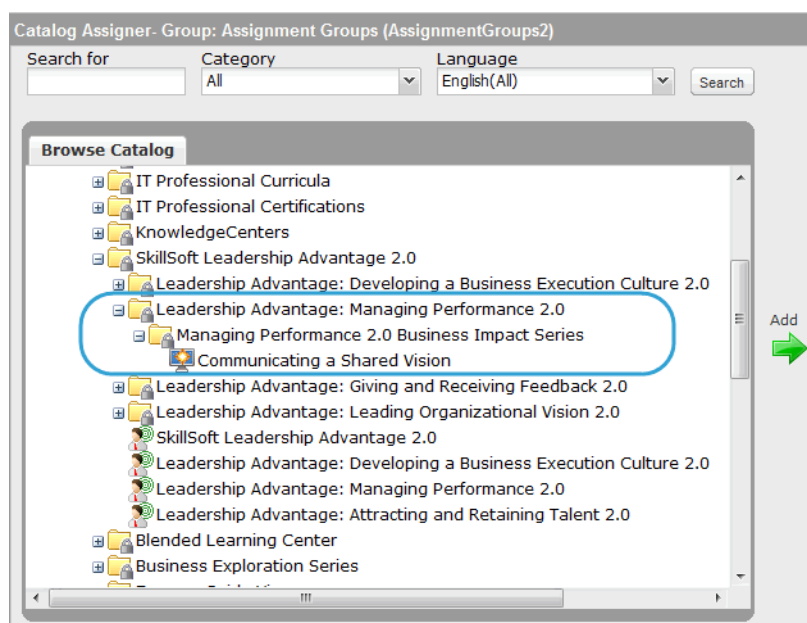 Catalog Assigner- Group: Assignment Groups (AssignmentGroups2)
Search for Category Language
All English(All) Search
Browse Catalog
IT Professional Curricula
IT Professional Certifications
KnowledgeCenters
SkillSoft Leadership Advantage 2.0
Leadership Advantage: Developing a Business Execution Culture 2.0
Leadership Advantage: Managing Performance 2.0
Managing Performance 2.0 Business Impact Series
Add
Communicating a Shared Vision
Leadership Advantage: Giving and Receiving Feedback 2.0
Leadership Advantage: Leading Organizational Vision 2.0
SkillSoft Leadership Advantage 2.0
Leadership Advantage: Developing a Business Execution Culture 2.0
Leadership Advantage: Managing Performance 2.0
Leadership Advantage: Attracting and Retaining Talent 2.0
Blended Learning Center
Business Exploration Series